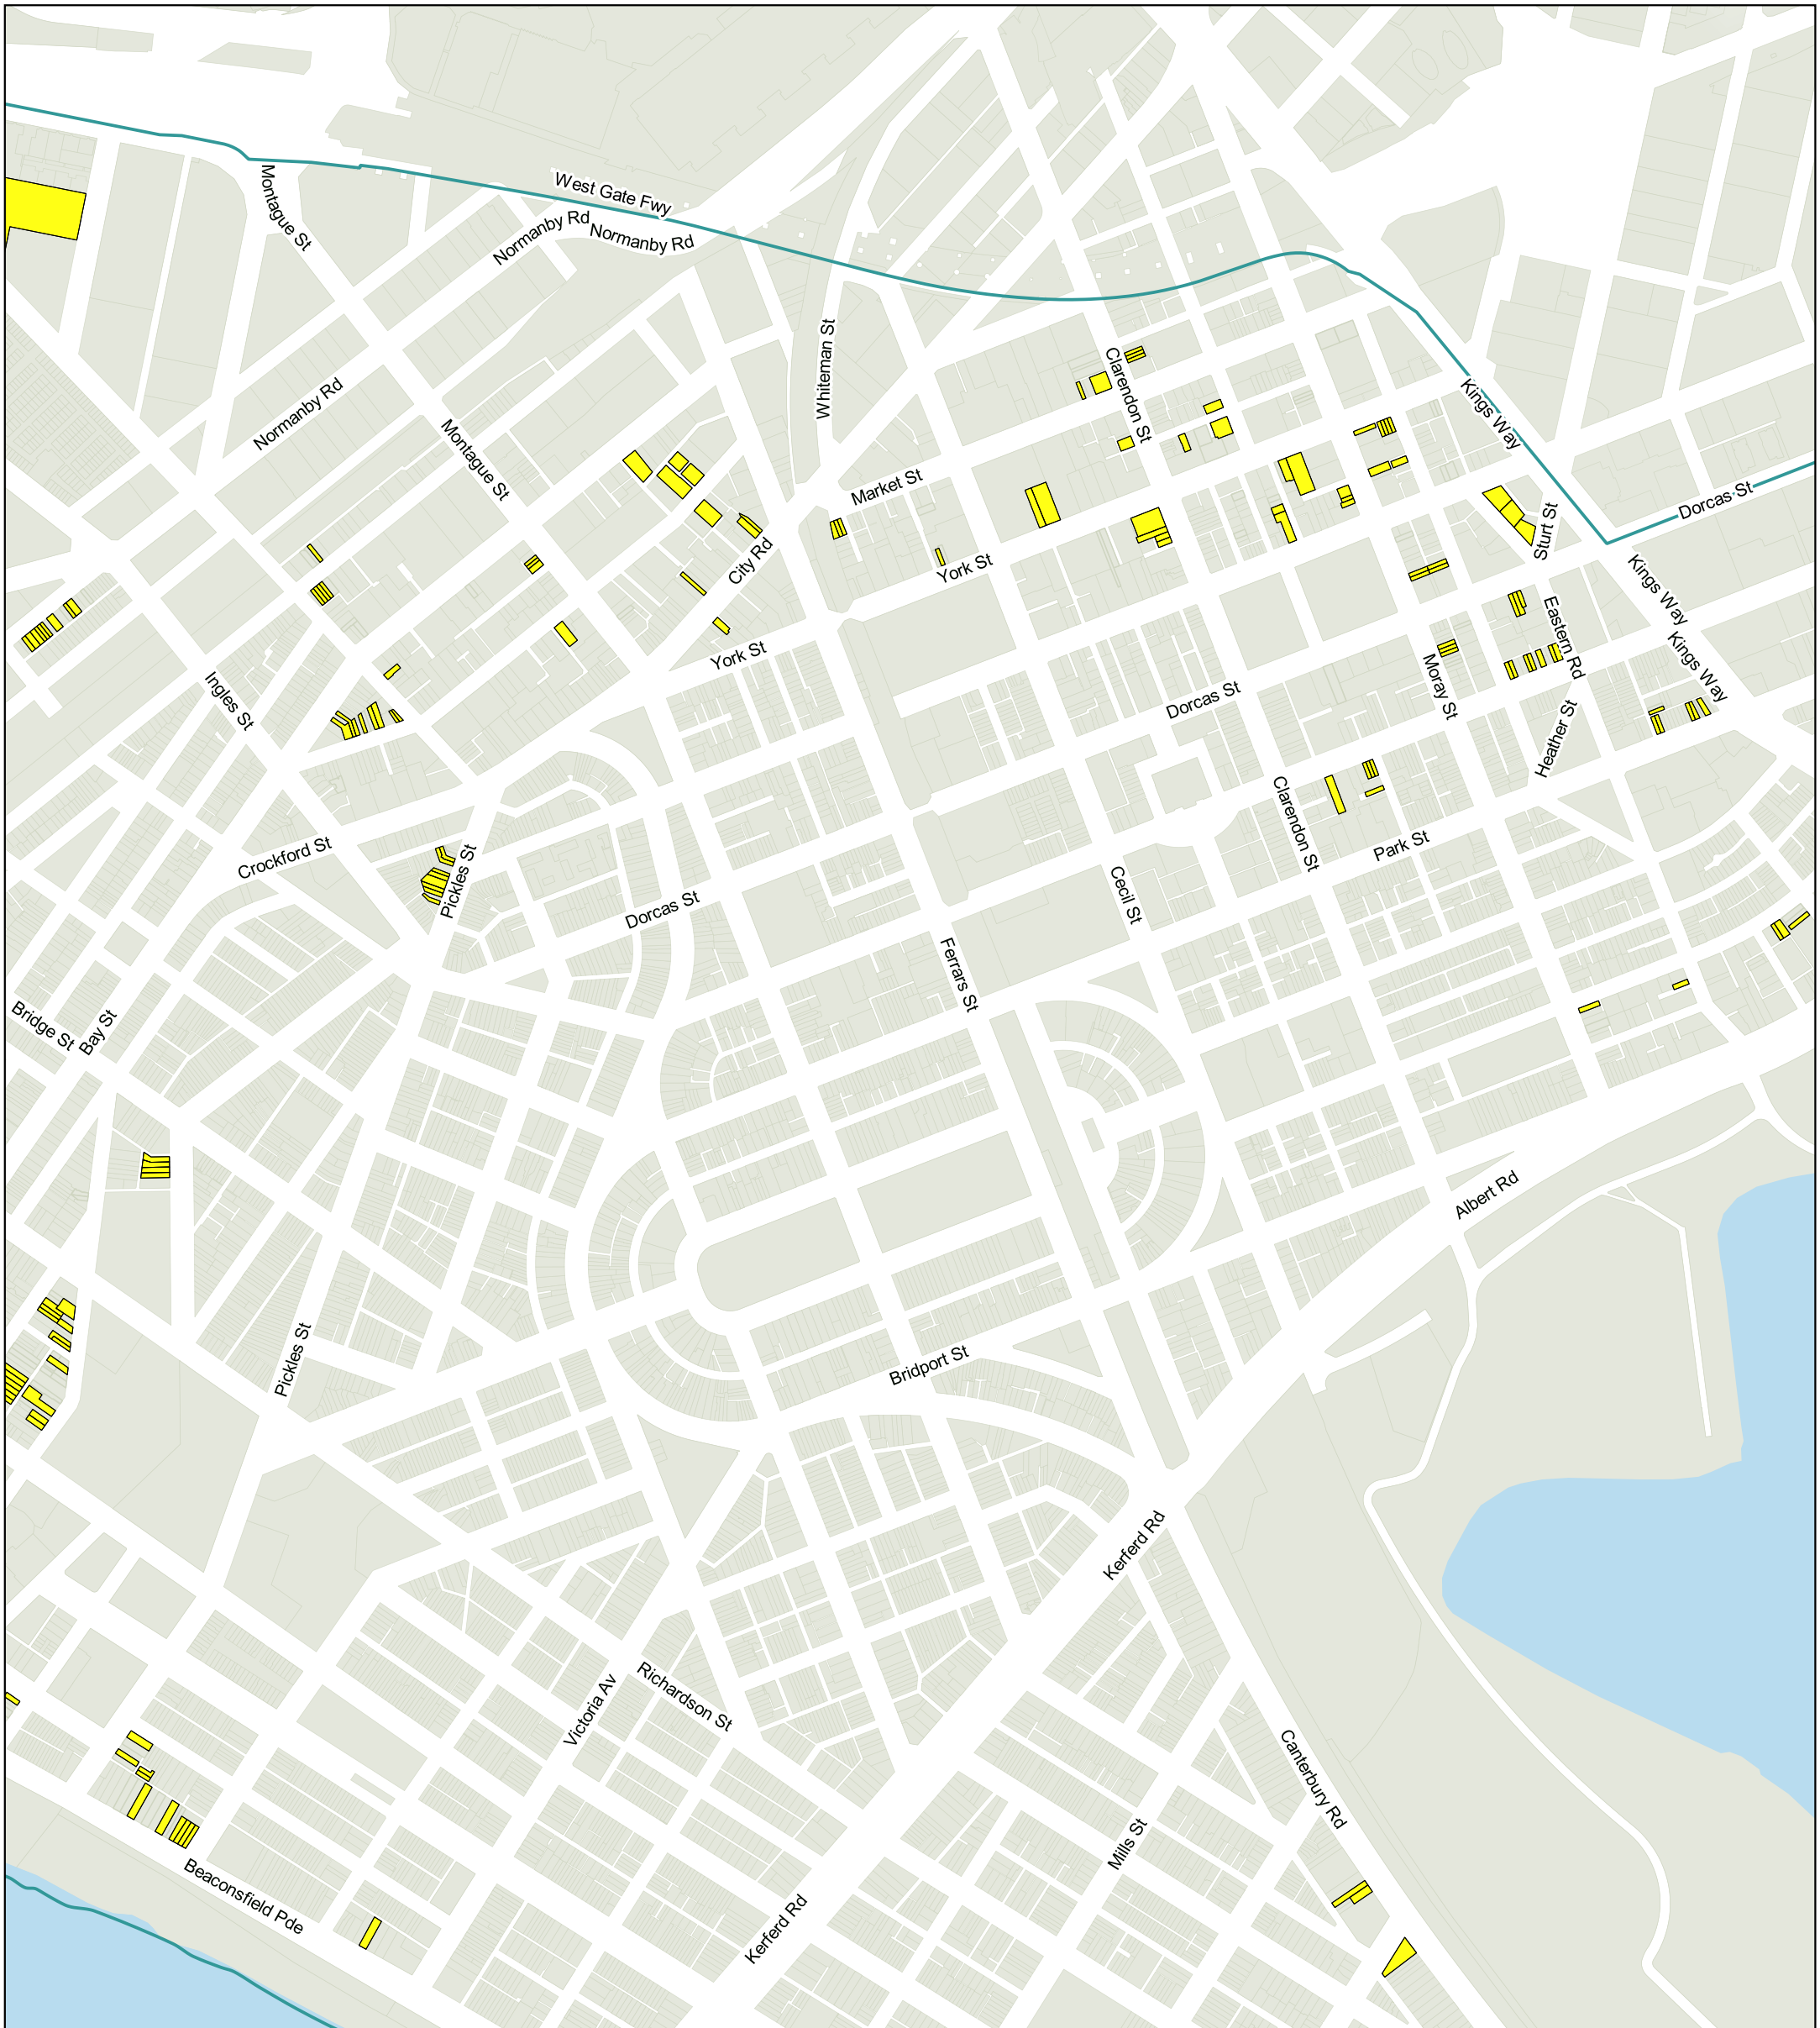 West Gate Fwy
Montague St
Normanby Rd
Normanby Rd
Whiteman St
Clarendon St
Kings Way
Normanby Rd
Montague St
Market St
Dorcas St
Sturt St
City Rd
York St
Kings Way
Eastern Rd
York St
Kings Way
Ingles St
Dorcas St
Moray St
Heather St
Clarendon St
Park St
Crockford St
Pickles St
Cecil St
Dorcas St
Ferrars St
Bridge St
Bay St
Albert Rd
Pickles St
Bridport St
Kerferd Rd
Richardson St
Victoria Av
Canterbury Rd
Mills St
Beaconsfield Pde
Kerferd Rd